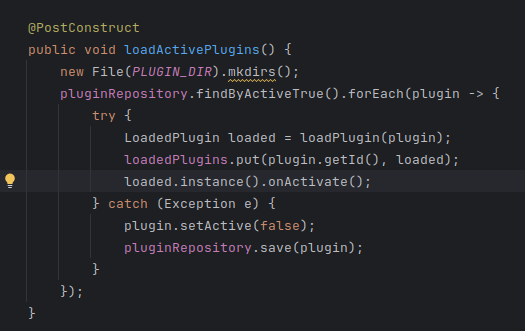 @PostConstruct
public void loadActivePlugins() {
new File(PLUGIN_DIR).mkdirs();
pluginRepository.findByActiveTrue().forEach(plugin -> {
try {
LoadedPlugin loaded = loadPlugin(plugin);
loadedPlugins.put(plugin.getId(), loaded);
loaded.instance().onActivate();
} catch (Exception e) {
plugin.setActive(false);
pluginRepository.save(plugin);
}
});
}